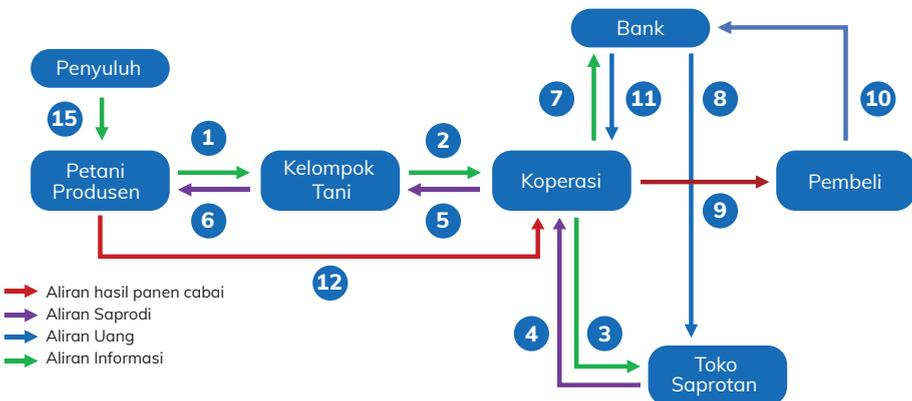 Bank
Penyuluh
15
7
11
8
10
1
2
Petani
Produsen
Kelompok
Tani
Koperasi
Pembeli
6
5
9
12
Aliran hasil panen cabai
Aliran Saprodi
Aliran Uang
Aliran Informasi
4
3
Toko
Saprotan